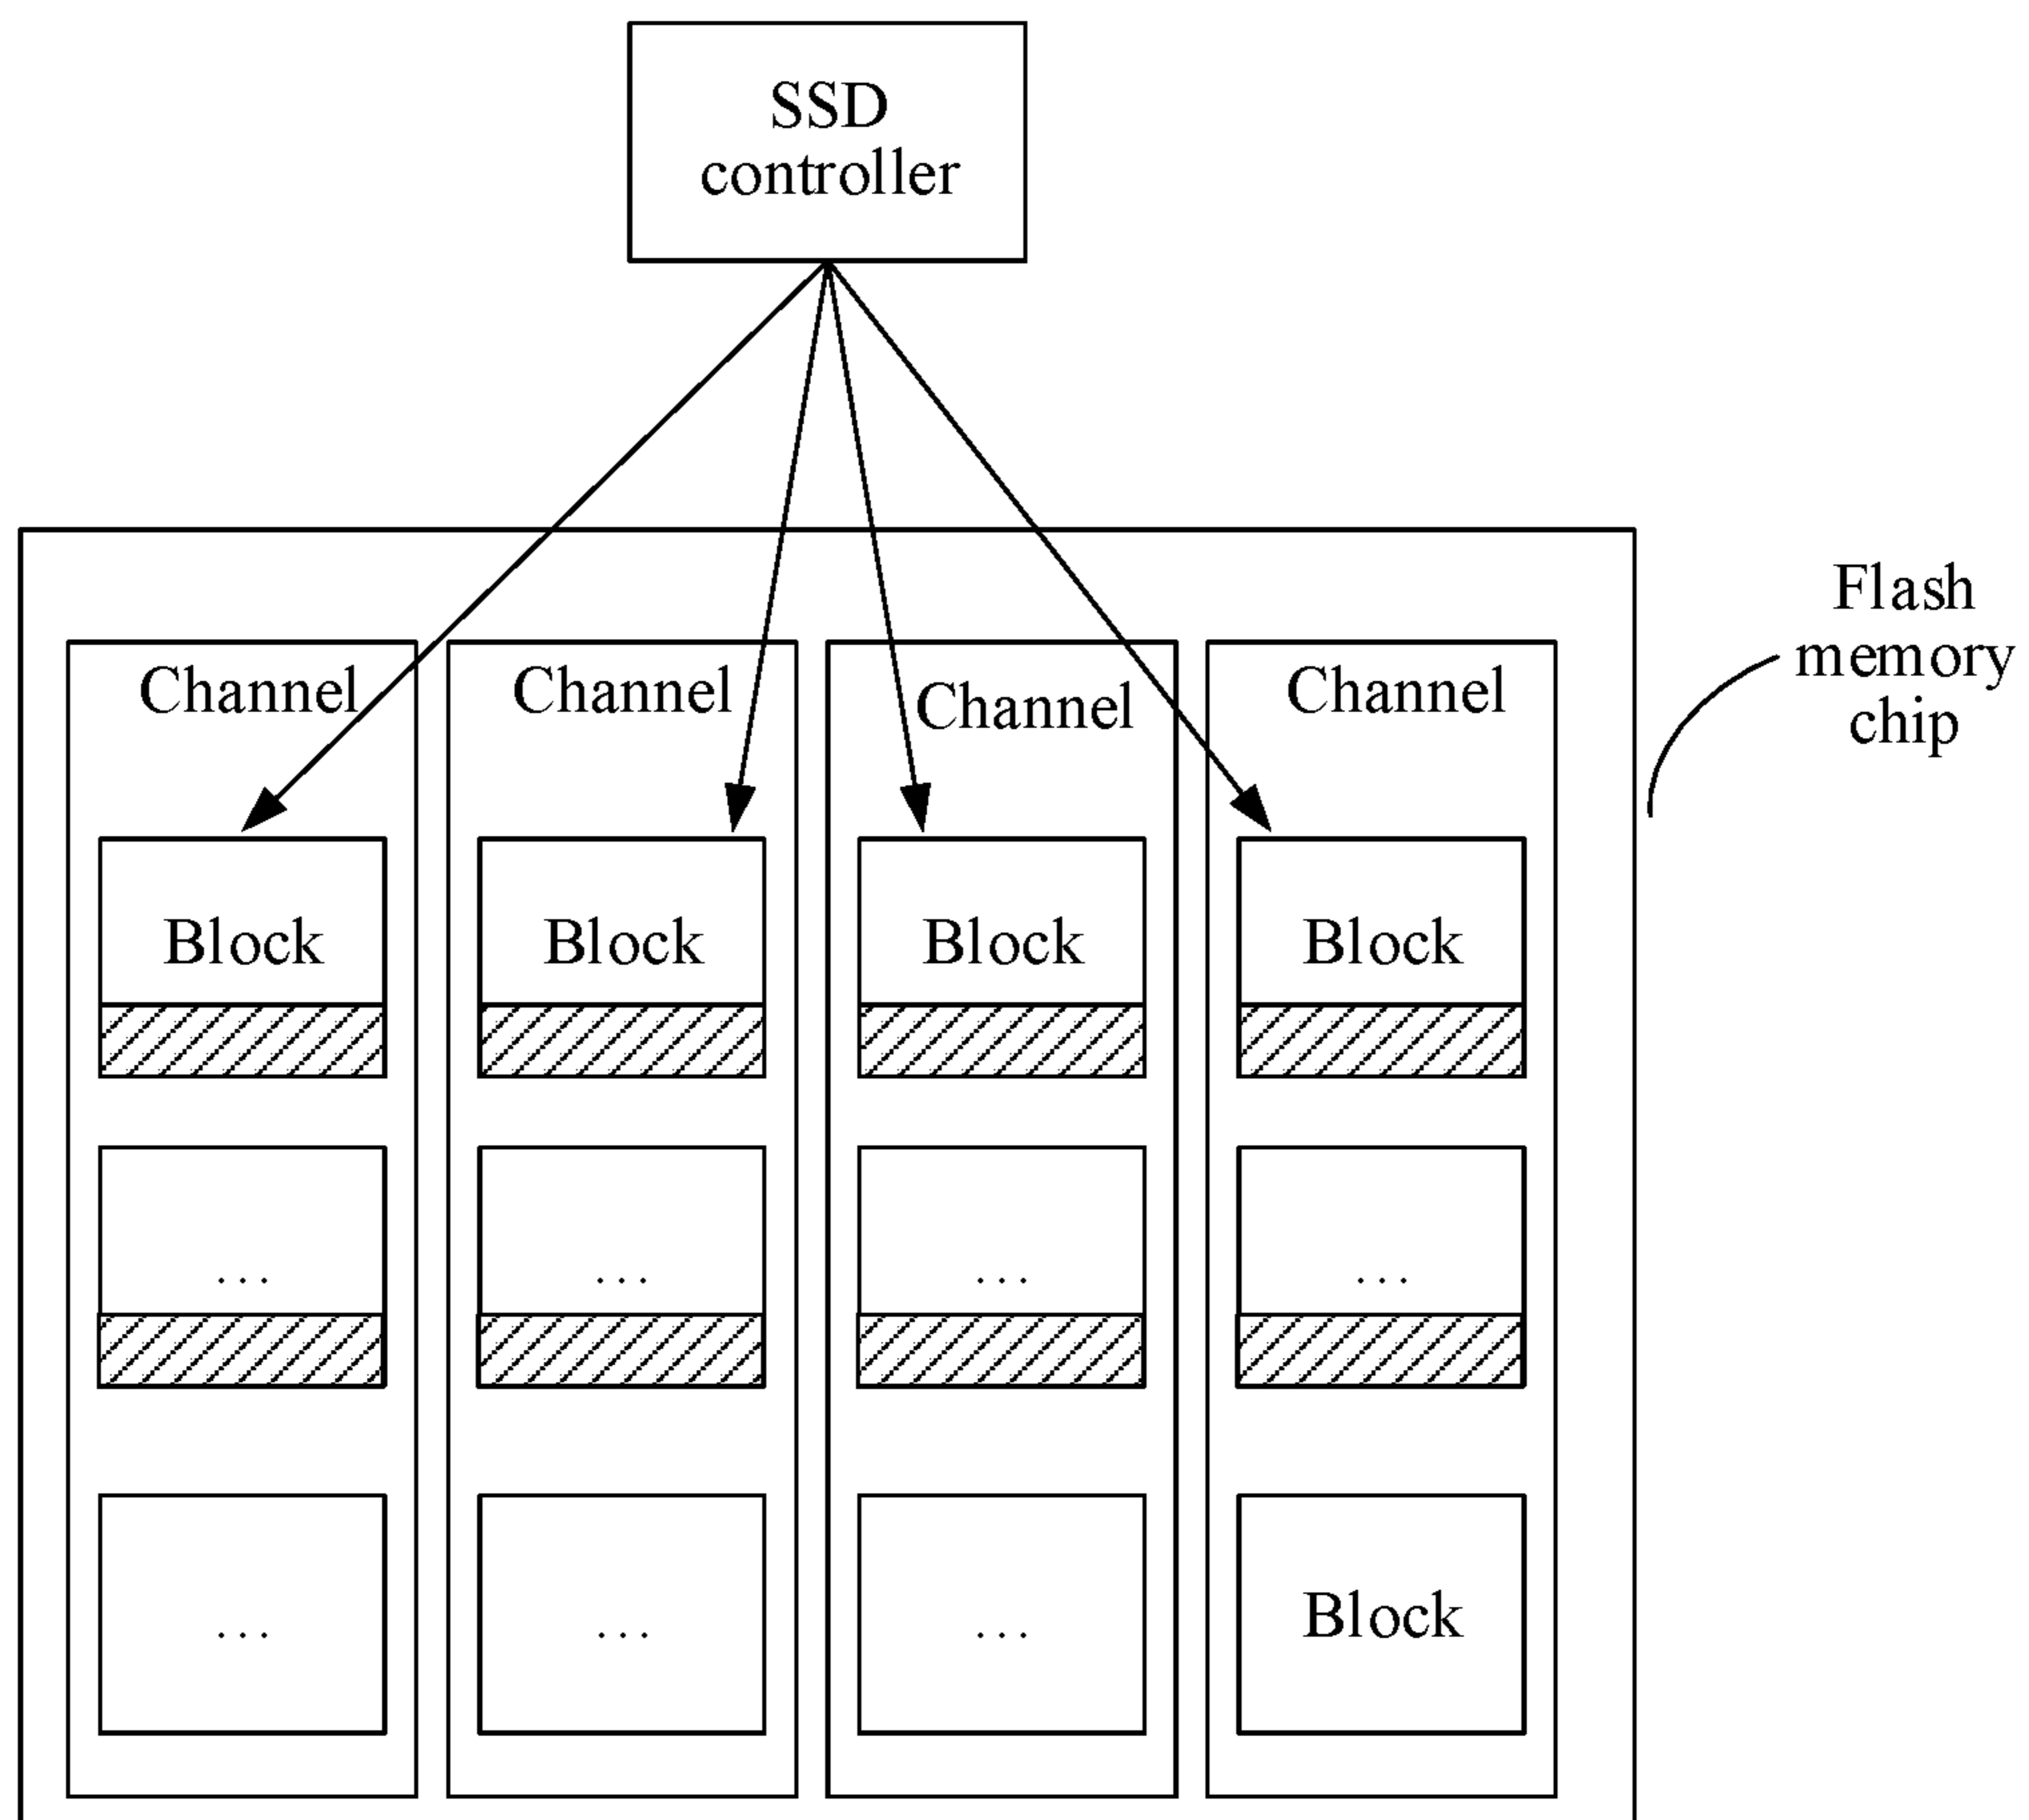 SSD
controller
Flash
memory
chip
Channel
Channel
Channel
Channel
Block
Block
Block
Block
...
...
...
...
...
...
...
Block